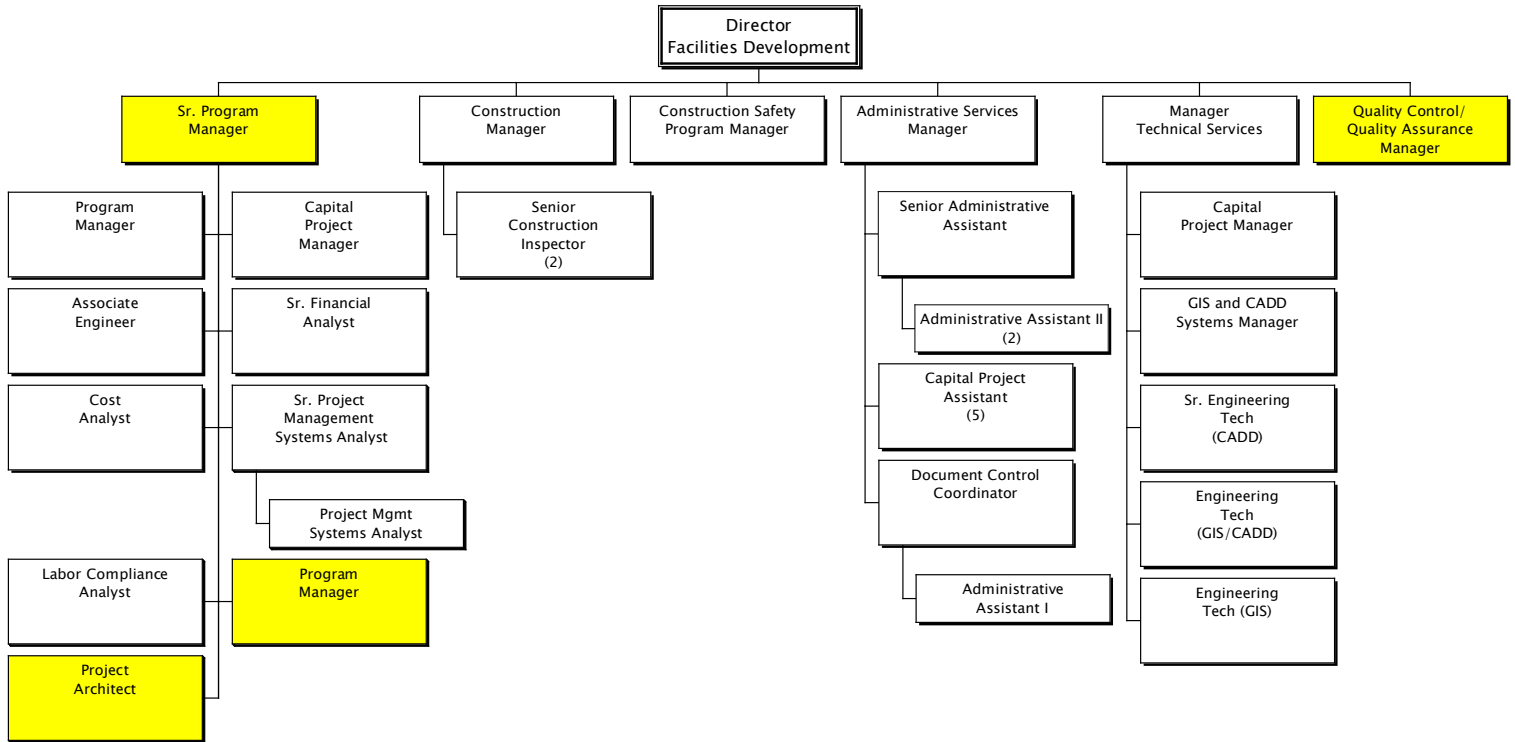 Director
Facilities Development
Sr. Program
Manager
Construction
Manager
Construction Safety
Program Manager
Administrative Services
Manager
Manager
Technical Services
Quality Control/
Quality Assurance
Manager
Program
Manager
Capital
Project
Manager
Associate
Engineer
Sr. Financial
Analyst
Cost
Analyst
Sr. Project
Management
Systems Analyst
Project Mgmt
Systems Analyst
Labor Compliance
Analyst
Program
Manager
Project
Architect
Senior
Construction
Inspector
(2)
Senior Administrative
Assistant
Administrative Assistant II
(2)
Capital Project
Assistant
(5)
Document Control
Coordinator
Administrative
Assistant I
Capital
Project Manager
GIS and CADD
Systems Manager
Sr. Engineering
Tech
(CADD)
Engineering
Tech
(GIS/CADD)
Engineering
Tech (GIS)